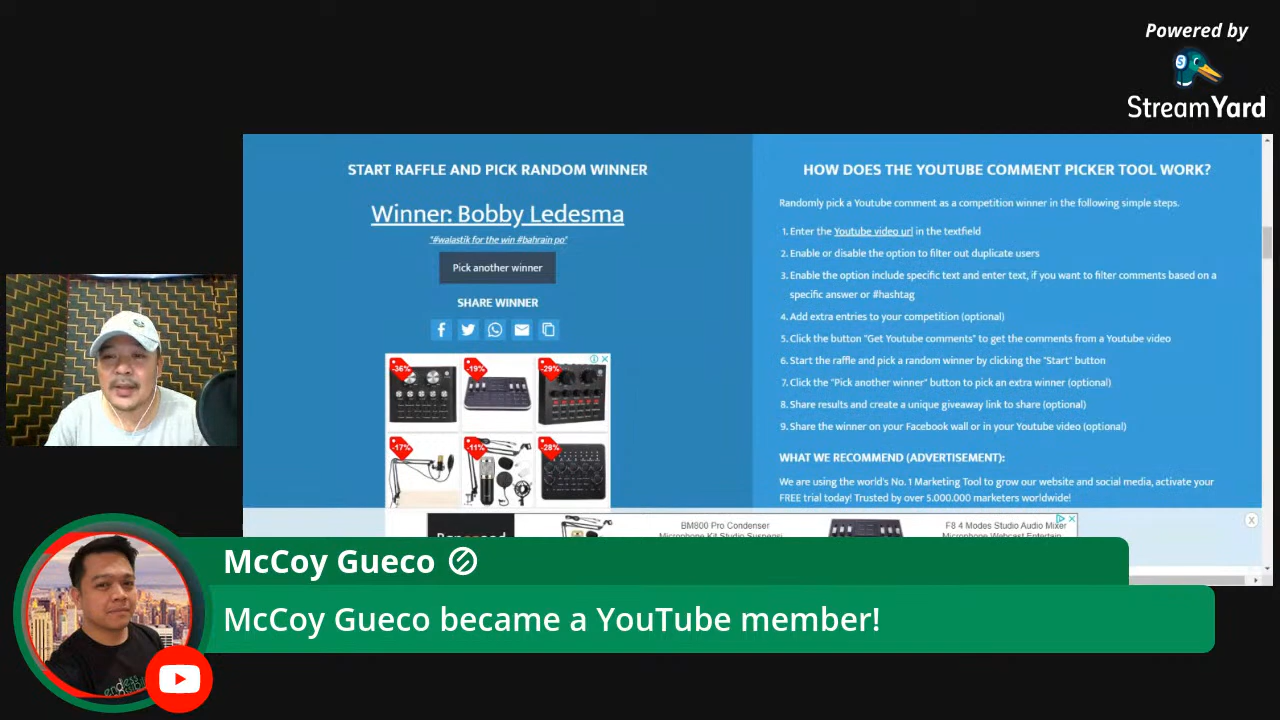 Powered by
StreamYard
START RAFFLE AND PICK RANDOM WINNER
Winner: Bobby Ledesma
"#walastik for the win #bahrain po"
Pick another winner
SHARE WINNER
-36%
-19%
-29%
-17%
-11%
-28%
HOW DOES THE YOUTUBE COMMENT PICKER TOOL WORK?
Randomly pick a Youtube comment as a competition winner in the following simple steps.
1. Enter the Youtube video url in the textfield
2. Enable or disable the option to filter out duplicate users
3. Enable the option include specific text and enter text, if you want to filter comments based on a
specific answer or #hashtag
4. Add extra entries to your competition (optional)
5. Click the button "Get Youtube comments" to get the comments from a Youtube video
6. Start the raffle and pick a random winner by clicking the "Start" button
7. Click the "Pick another winner" button to pick an extra winner (optional)
8. Share results and create a unique giveaway link to share (optional)
9. Share the winner on your Facebook wall or in your Youtube video (optional)
WHAT WE RECOMMEND (ADVERTISEMENT):
We are using the world's No. 1 Marketing Tool to grow our website and social media, activate your
FREE trial today! Trusted by over 5.000.000 marketers worldwide!
BM800 Pro Condenser
Microphone Kit Studio Suspensi
F8 4 Modes Studio Audio Mixer
Microphone Webcast Entertain
McCoy Gueco
McCoy Gueco became a YouTube member!